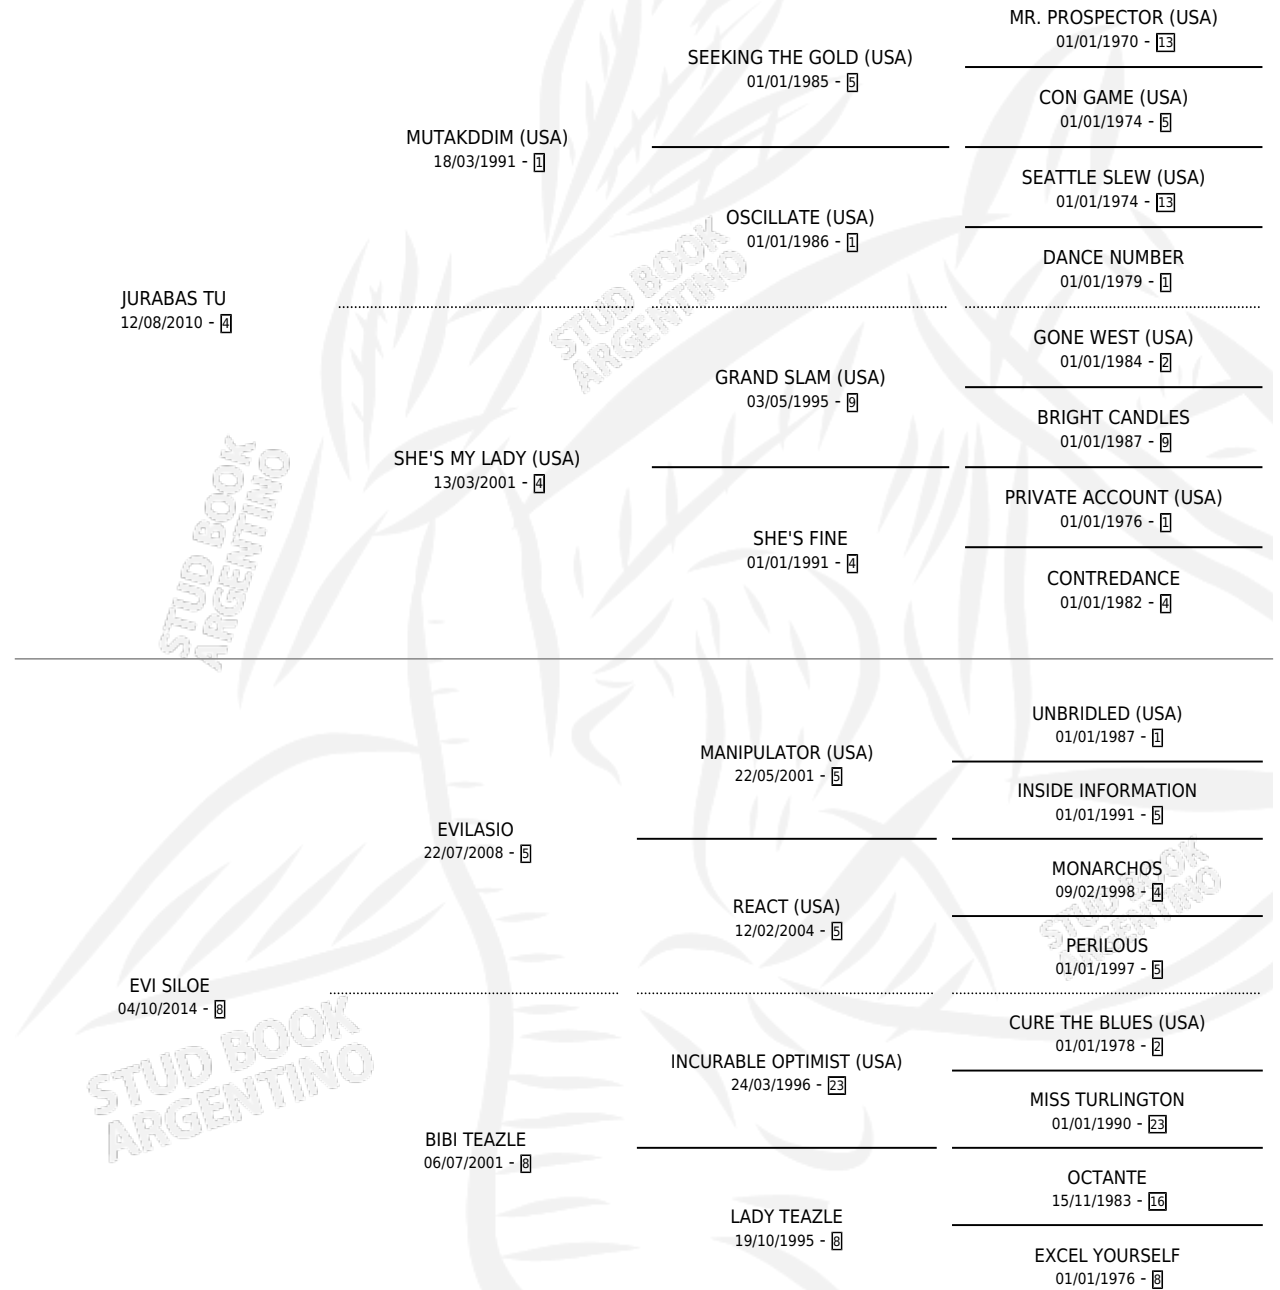 MR. PROSPECTOR (USA)
01/01/1970 - 13
SEEKING THE GOLD (USA)
01/01/1985 - 5
CON GAME (USA)
01/01/1974 - 5
MUTAKDDIM (USA)
18/03/1991 - 1
SEATTLE SLEW (USA)
01/01/1974 - 13
OSCILLATE (USA)
01/01/1986 - 1
DANCE NUMBER
01/01/1979 - 1
JURABAS TU
12/08/2010 - 4
GONE WEST (USA)
01/01/1984 - 2
GRAND SLAM (USA)
03/05/1995 - 9
BRIGHT CANDLES
01/01/1987 - 9
SHE'S MY LADY (USA)
13/03/2001 - 4
PRIVATE ACCOUNT (USA)
01/01/1976 - 1
SHE'S FINE
01/01/1991 - 4
CONTREDANCE
01/01/1982 - 4
STUD BOOK
ARGENTINO
STUD BOOK
ARGENTINO
UNBRIDLED (USA)
01/01/1987 - 1
MANIPULATOR (USA)
22/05/2001 - 5
INSIDE INFORMATION
01/01/1991 - 5
EVILASIO
22/07/2008 - 5
MONARCHOS
09/02/1998 - 4
REACT (USA)
12/02/2004 - 5
PERILOUS
01/01/1997 - 5
STUD BOOK
ARGENTINO
EVI SILOE
04/10/2014 - 8
CURE THE BLUES (USA)
01/01/1978 - 2
INCURABLE OPTIMIST (USA)
24/03/1996 - 23
MISS TURLINGTON
01/01/1990 - 23
BIBI TEAZLE
06/07/2001 - 8
OCTANTE
15/11/1983 - 16
LADY TEAZLE
19/10/1995 - 8
EXCEL YOURSELF
01/01/1976 - 8
STUD BOOK
ARGENTINO